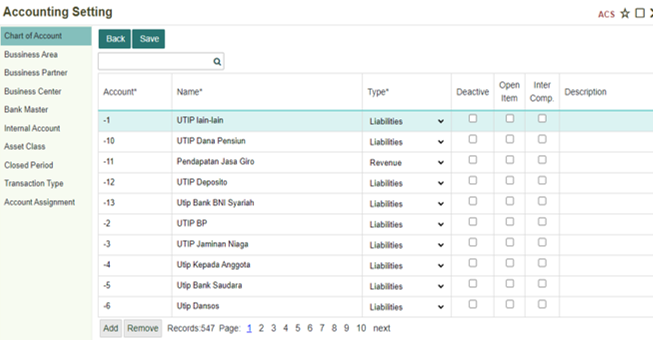 Accounting Setting
ACS
Chart of Account
Bussiness Area
Bussiness Partner
Business Center
Bank Master
Internal Account
Asset Class
Closed Period
Transaction Type
Account Assignment
Back Save
Account* Name* Type* Deactive Open Item Inter Comp. Description
-1 UTIP lain-lain Liabilities
-10 UTIP Dana Pensiun Liabilities
-11 Pendapatan Jasa Giro Revenue
-12 UTIP Deposito Liabilities
-13 Utip Bank BNI Syariah Liabilities
-2 UTIP BP Liabilities
-3 UTIP Jaminan Niaga Liabilities
-4 Utip Kepada Anggota Liabilities
-5 Utip Bank Saudara Liabilities
-6 Utip Dansos Liabilities
Add Remove Records:547 Page: 1 2 3 4 5 6 7 8 9 10 next